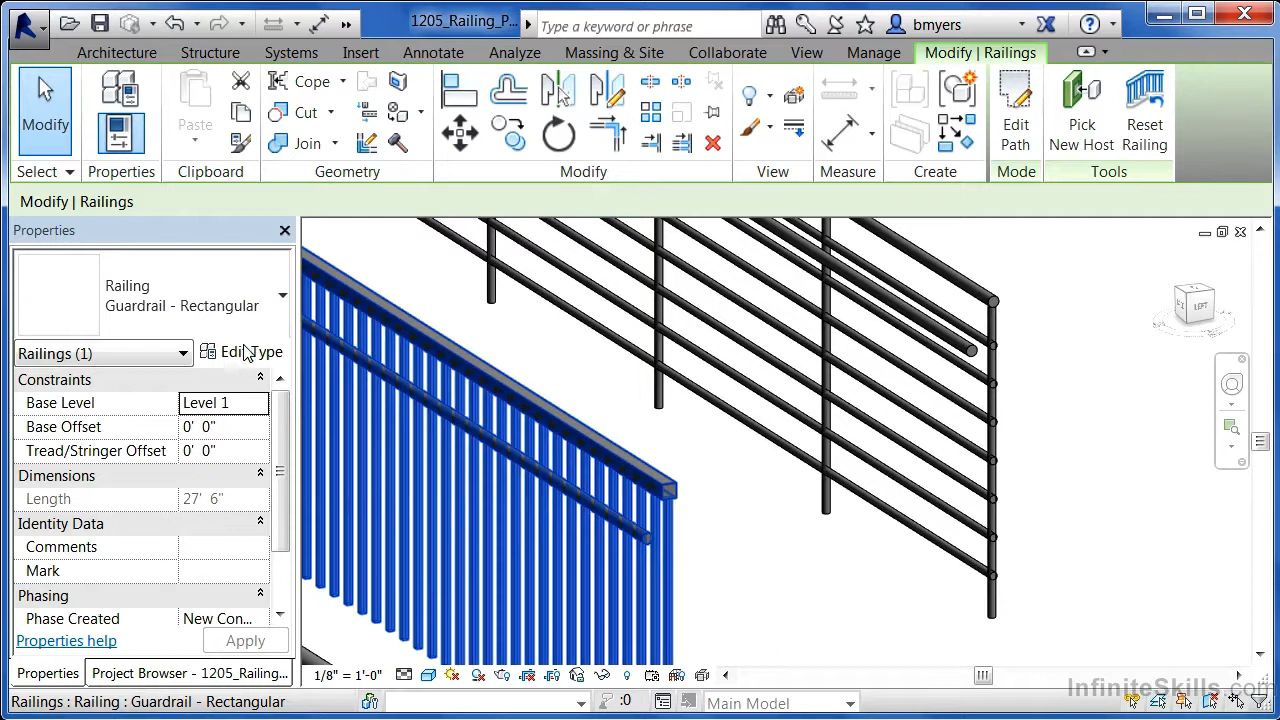 1205_Railing_P...
Type a keyword or phrase
bmyers
Architecture Structure Systems Insert Annotate Analyze Massing & Site Collaborate View Manage Modify | Railings
Modify
Paste
Cope
Cut
Join
Edit Path
Pick New Host
Reset Railing
Select Properties Clipboard Geometry Modify View Measure Create Mode Tools
Modify | Railings
Properties
Railing
Guardrail - Rectangular
Railings (1)
Edit Type
Constraints
Base Level Level 1
Base Offset 0' 0"
Tread/Stringer Offset 0' 0"
Dimensions
Length 27' 6"
Identity Data
Comments
Mark
Phasing
Phase Created New Con...
Properties help
Apply
Properties
Project Browser - 1205_Railing...
LEFT
1/8" = 1'-0"
Railings : Railing : Guardrail - Rectangular
:0
Main Model
InfiniteSkills.com